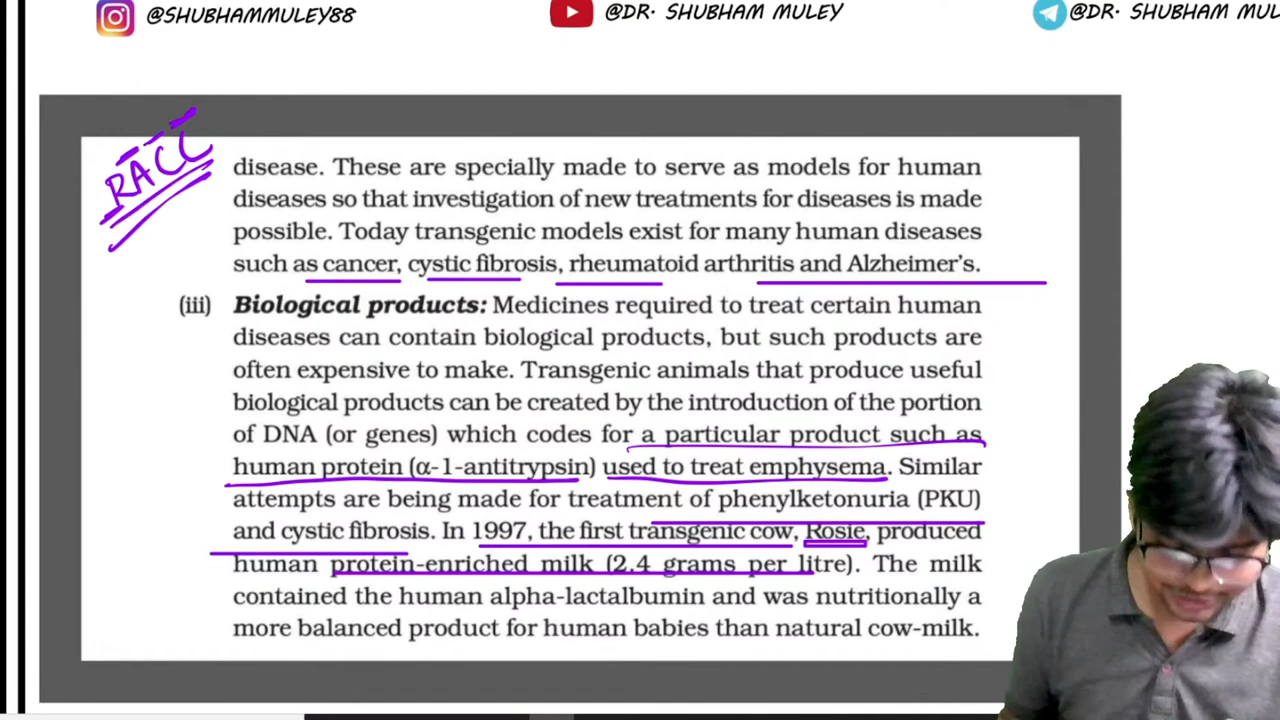 @SHUBHAMMULEY88
@DR. SHUBHAM MULEY
@DR. SHUBHAM MUL
RACC
disease. These are specially made to serve as models for human
diseases so that investigation of new treatments for diseases is made
possible. Today transgenic models exist for many human diseases
such as cancer, cystic fibrosis, rheumatoid arthritis and Alzheimer's.
(iii) Biological products: Medicines required to treat certain human
diseases can contain biological products, but such products are
often expensive to make. Transgenic animals that produce useful
biological products can be created by the introduction of the portion
of DNA (or genes) which codes for a particular product such as
human protein (α-1-antitrypsin) used to treat emphysema. Similar
attempts are being made for treatment of phenylketonuria (PKU)
and cystic fibrosis. In 1997, the first transgenic cow, Rosie, produced
human protein-enriched milk (2.4 grams per litre). The milk
contained the human alpha-lactalbumin and was nutritionally a
more balanced product for human babies than natural cow-milk.